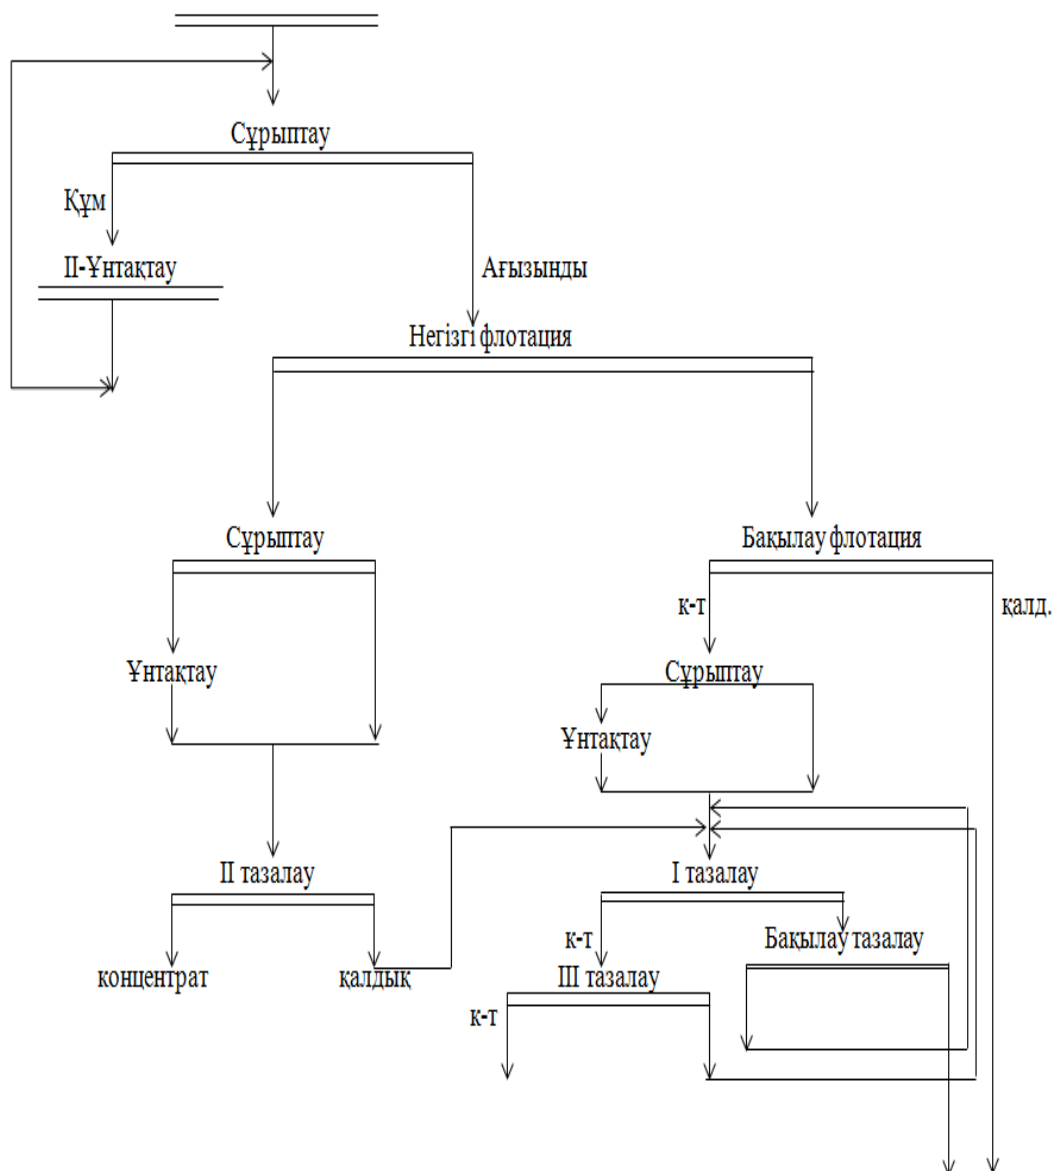 Сұрыптау
Құм
ІІ-Ұнтақтау
Ағызынды
Негізгі флотация
Сұрыптау
Бақылау флотация
к-т
қалд.
Ұнтақтау
Сұрыптау
Ұнтақтау
ІІ тазалау
І тазалау
к-т
Бақылау тазалау
концентрат
қалдық
ІІІ тазалау
к-т